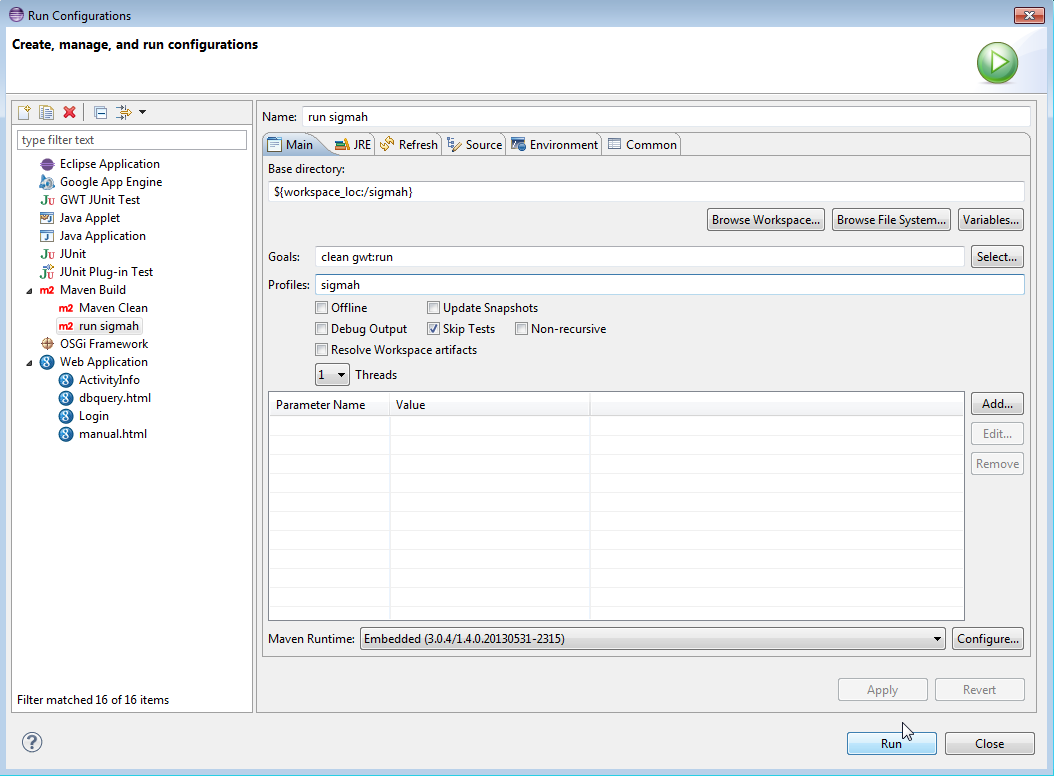 Run Configurations
Create, manage, and run configurations
type filter text
Eclipse Application
Google App Engine
GWT JUnit Test
Java Applet
Java Application
JUnit
JUnit Plug-in Test
Maven Build
Maven Clean
run sigmah
OSGi Framework
Web Application
ActivityInfo
dbquery.html
Login
manual.html
Filter matched 16 of 16 items
Name: run sigmah
Main JRE Refresh Source Environment Common
Base directory:
${workspace_loc:/sigmah}
Browse Workspace... Browse File System... Variables...
Goals: clean gwt:run Select...
Profiles: sigmah
Offline Update Snapshots
Debug Output Skip Tests Non-recursive
Resolve Workspace artifacts
1 Threads
Parameter Name Value Add...
Edit...
Remove
Maven Runtime: Embedded (3.0.4/1.4.0.20130531-2315) Configure...
Apply Revert
Run Close